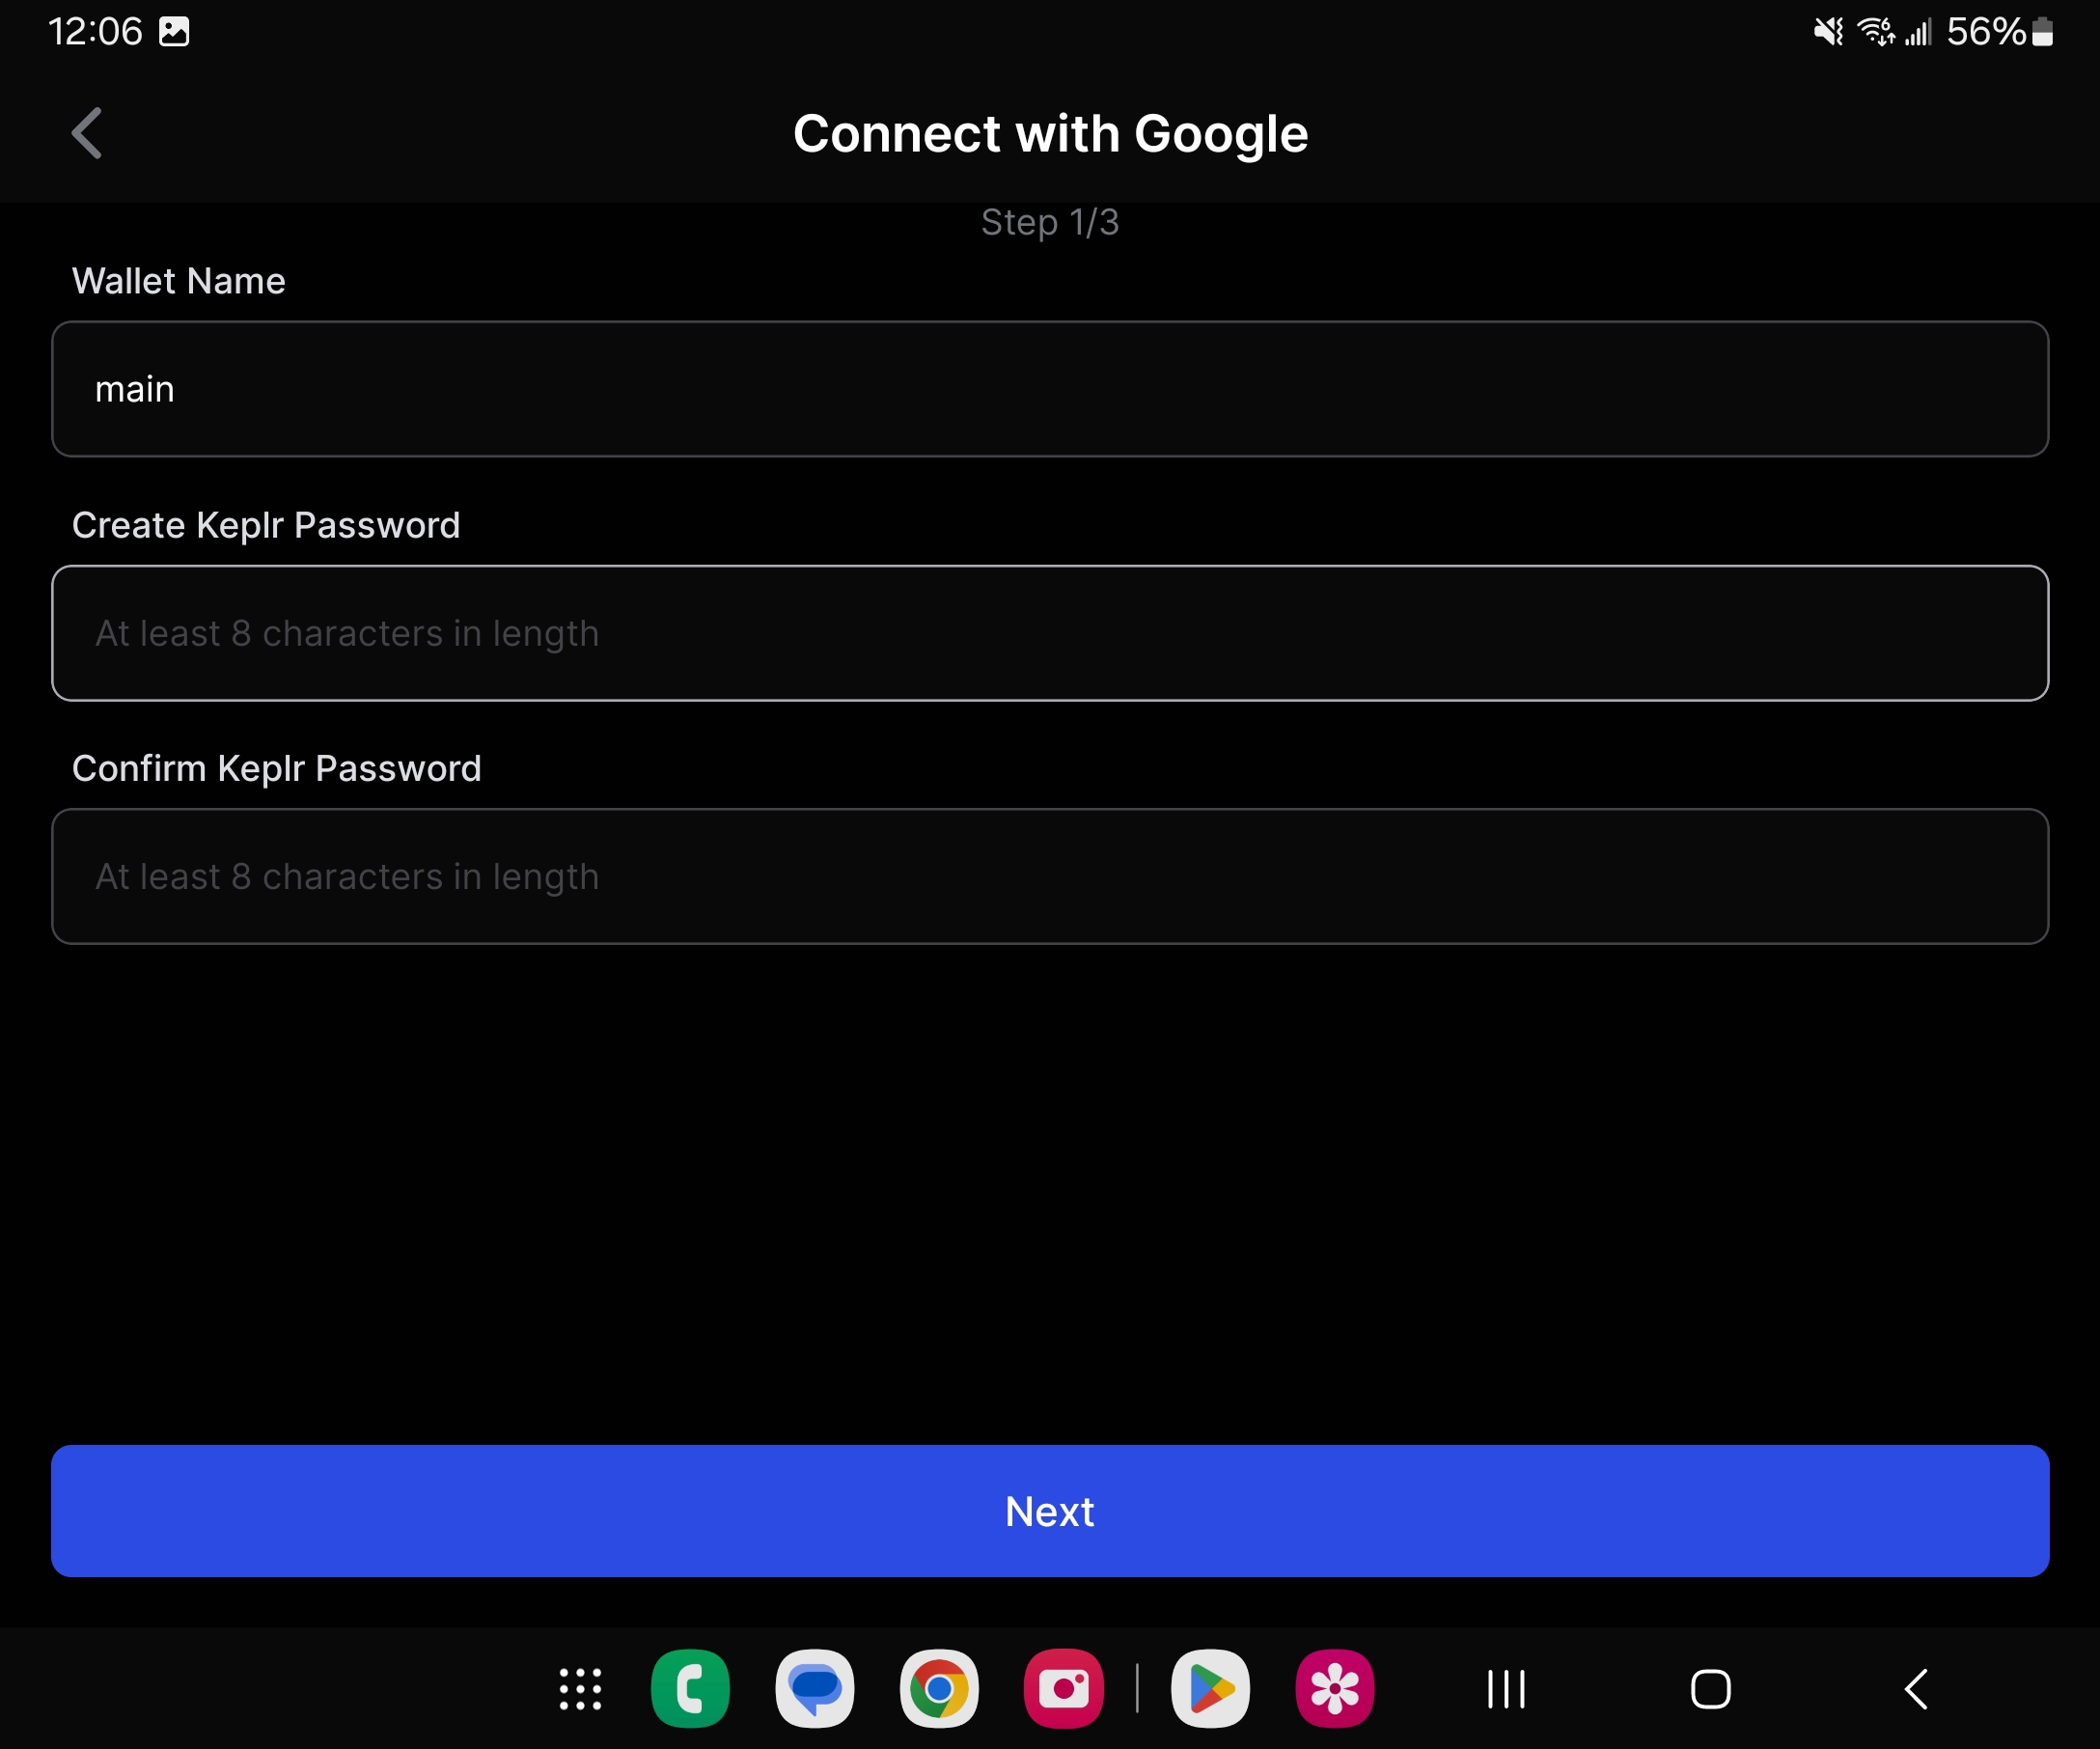 12:06
56%
Connect with Google
Step 1/3
Wallet Name
main
Create Keplr Password
At least 8 characters in length
Confirm Keplr Password
At least 8 characters in length
Next